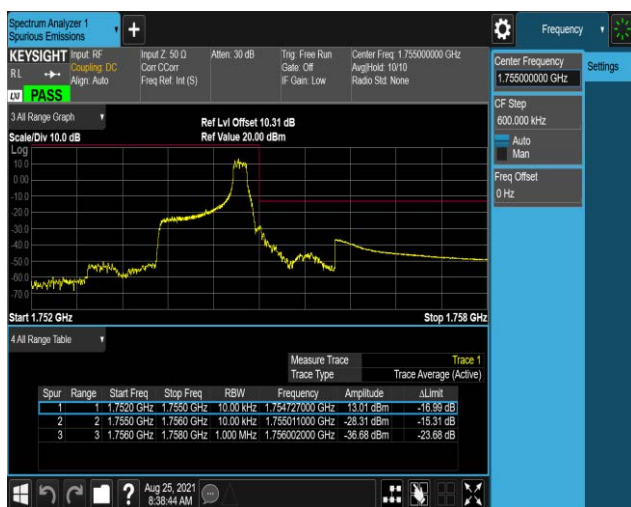 Spectrum Analyzer 1
Spurious Emissions
+
Frequency
KEYSIGHT
RL
Input: RF
Coupling: DC
Align: Auto
Input Z: 50 Ω
Corr CCorr
Freq Ref: Int (S)
Atten: 30 dB
Trig: Free Run
Gate: Off
IF Gain: Low
Center Freq: 1.755000000 GHz
Avg|Hold: 10/10
Radio Std: None
LXI PASS
Center Frequency
1.755000000 GHz
Settings
CF Step
600.000 kHz
Auto
Man
Freq Offset
0 Hz
3 All Range Graph
Scale/Div 10.0 dB
Ref Lvl Offset 10.31 dB
Ref Value 20.00 dBm
Log
10.0
0.00
-10.0
-20.0
-30.0
-40.0
-50.0
-60.0
-70.0
Start 1.752 GHz
Stop 1.758 GHz
4 All Range Table
Measure Trace Trace 1
Trace Type Trace Average (Active)
Spur Range Start Freq Stop Freq RBW Frequency Amplitude ΔLimit
1 1 1.7520 GHz 1.7550 GHz 10.00 kHz 1.754727000 GHz 13.01 dBm -16.99 dB
2 2 1.7550 GHz 1.7560 GHz 10.00 kHz 1.755011000 GHz -28.31 dBm -15.31 dB
3 3 1.7560 GHz 1.7580 GHz 1.000 MHz 1.756002000 GHz -36.68 dBm -23.68 dB
?
Aug 25, 2021
8:38:44 AM